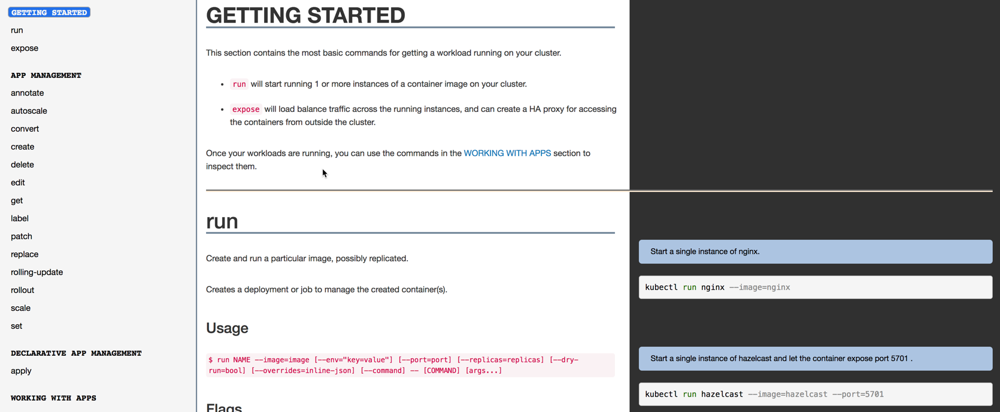 GETTING STARTED
run
expose
APP MANAGEMENT
annotate
autoscale
convert
create
delete
edit
get
label
patch
replace
rolling-update
rollout
scale
set
DECLARATIVE APP MANAGEMENT
apply
WORKING WITH APPS
GETTING STARTED
This section contains the most basic commands for getting a workload running on your cluster.
• run will start running 1 or more instances of a container image on your cluster.
• expose will load balance traffic across the running instances, and can create a HA proxy for accessing
the containers from outside the cluster.
Once your workloads are running, you can use the commands in the WORKING WITH APPS section to
inspect them.
run
Create and run a particular image, possibly replicated.
Creates a deployment or job to manage the created container(s).
Usage
$ run NAME --image=image [--env="key=value"] [--port=port] [--replicas=replicas] [--dry-
run=bool] [--overrides=inline-json] [--command] -- [COMMAND] [args...]
Flags
Start a single instance of nginx.
kubectl run nginx --image=nginx
Start a single instance of hazelcast and let the container expose port 5701 .
kubectl run hazelcast --image=hazelcast --port=5701